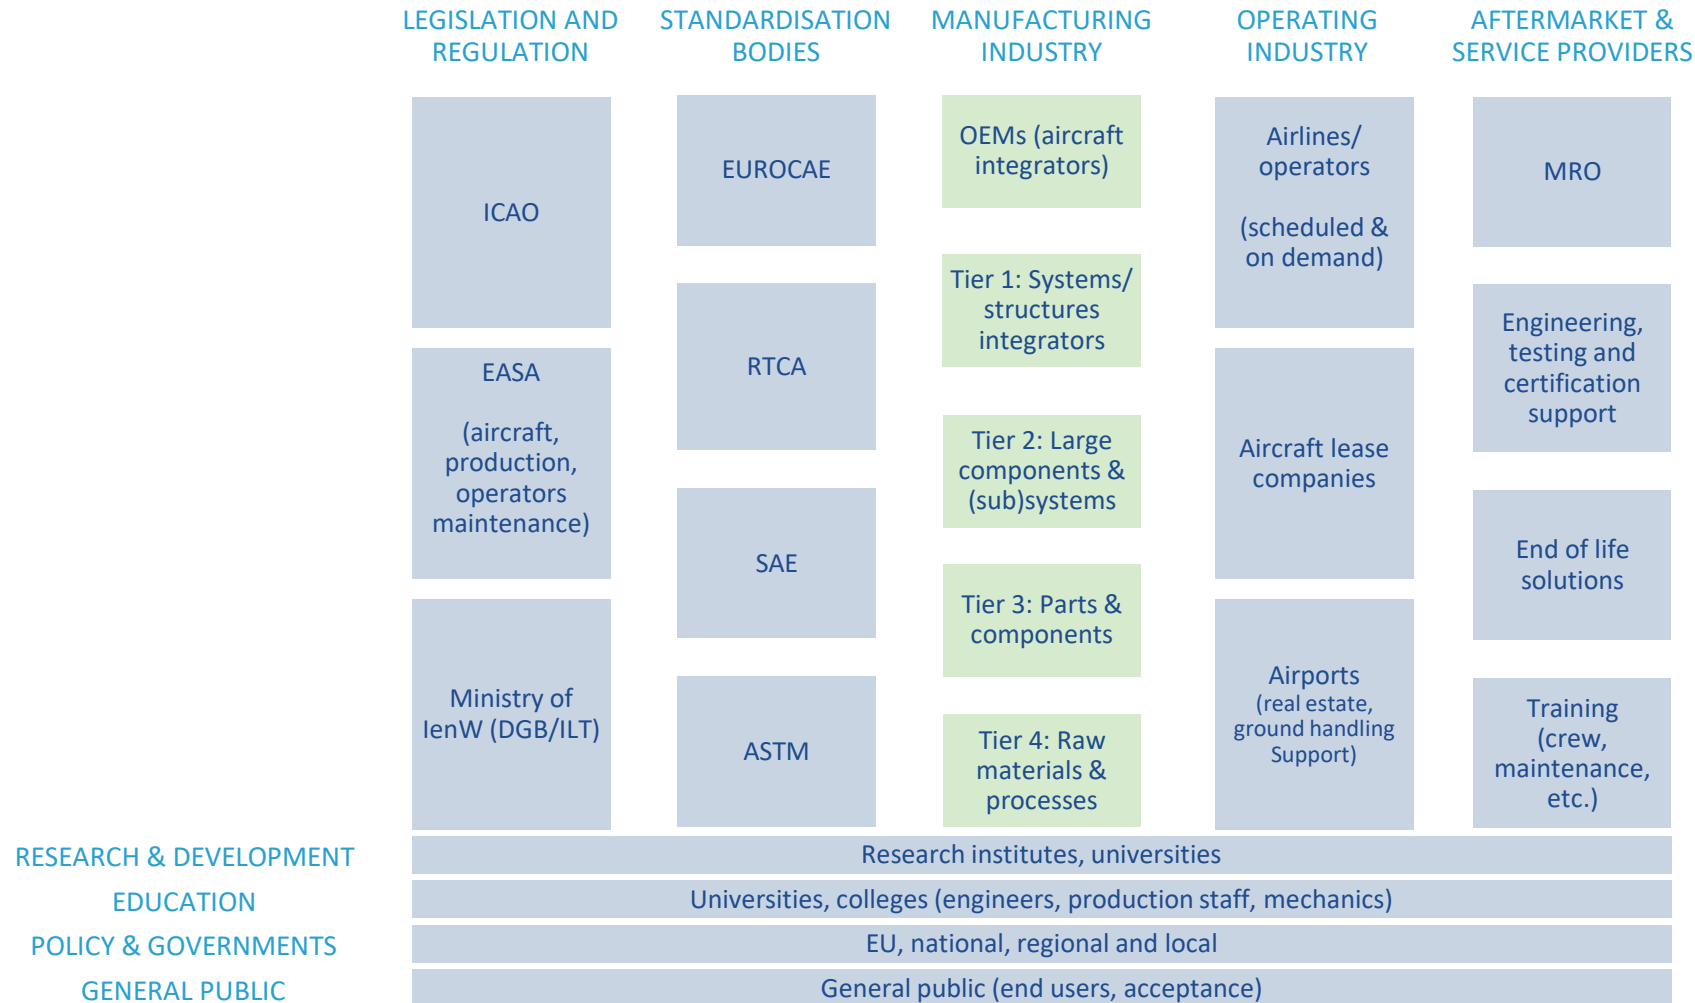 LEGISLATION AND
REGULATION
STANDARDISATION
BODIES
MANUFACTURING
INDUSTRY
OPERATING
INDUSTRY
AFTERMARKET &
SERVICE PROVIDERS
ICAO
EASA
(aircraft,
production,
operators
maintenance)
Ministry of
IenW (DGB/ILT)
EUROCAE
RTCA
SAE
ASTM
OEMs (aircraft
integrators)
Tier 1: Systems/
structures
integrators
Tier 2: Large
components &
(sub)systems
Tier 3: Parts &
components
Tier 4: Raw
materials &
processes
Airlines/
operators
(scheduled &
on demand)
Aircraft lease
companies
Airports
(real estate,
ground handling
Support)
MRO
Engineering,
testing and
certification
support
End of life
solutions
Training
(crew,
maintenance,
etc.)
RESEARCH & DEVELOPMENT
Research institutes, universities
EDUCATION
Universities, colleges (engineers, production staff, mechanics)
POLICY & GOVERNMENTS
EU, national, regional and local
GENERAL PUBLIC
General public (end users, acceptance)